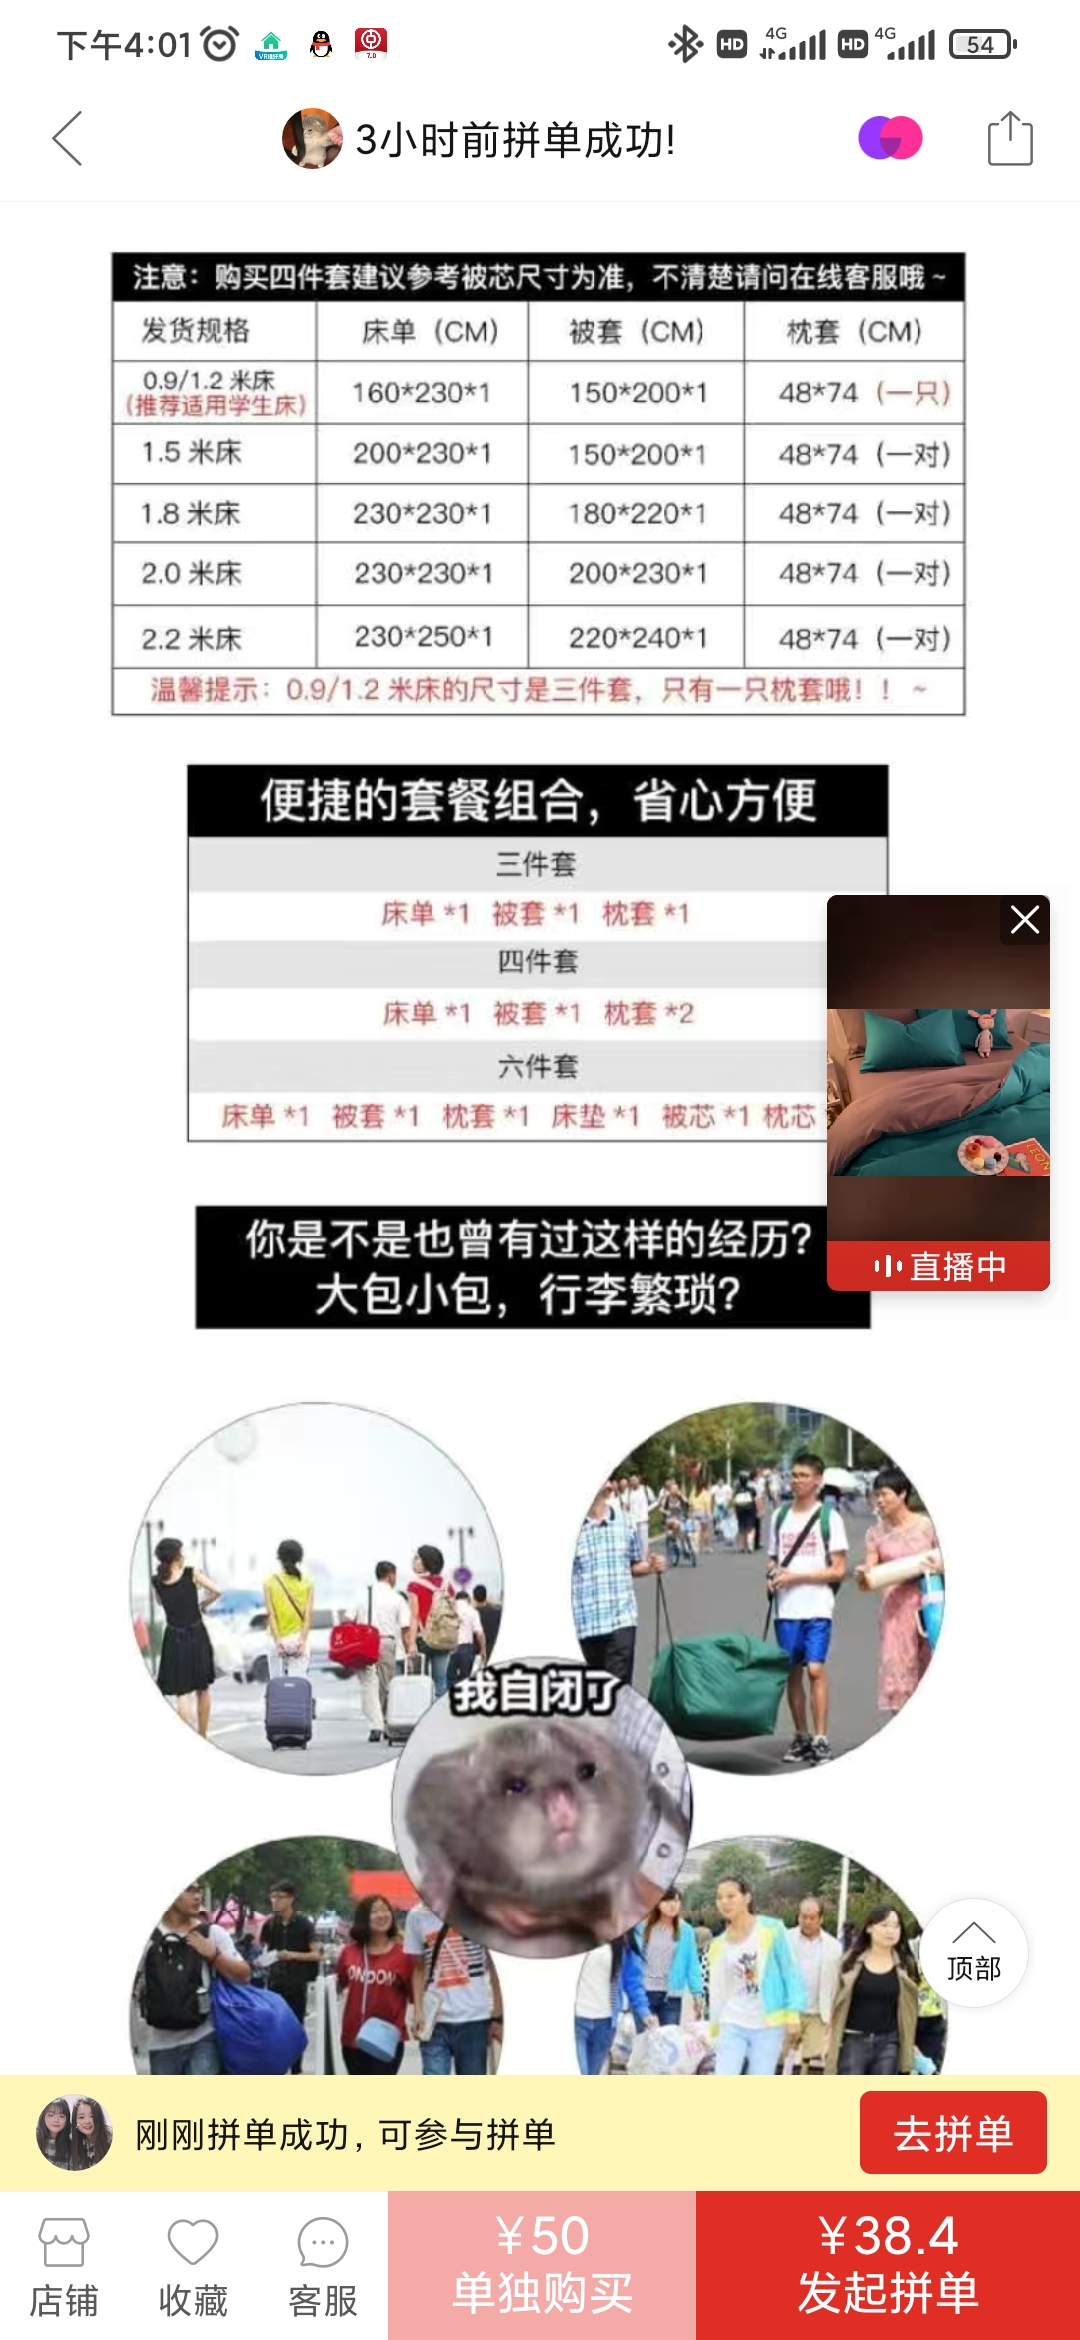 下午4:01
VR看好房
7.0
HD
4G
HD
4G
54
3小时前拼单成功!
注意：购买四件套建议参考被芯尺寸为准，不清楚请问在线客服哦~
发货规格 床单（CM） 被套（CM） 枕套（CM）
0.9/1.2 米床
（推荐适用学生床）
160*230*1 150*200*1 48*74（一只）
1.5 米床 200*230*1 150*200*1 48*74（一对）
1.8 米床 230*230*1 180*220*1 48*74（一对）
2.0 米床 230*230*1 200*230*1 48*74（一对）
2.2 米床 230*250*1 220*240*1 48*74（一对）
温馨提示：0.9/1.2 米床的尺寸是三件套，只有一只枕套哦！！~
便捷的套餐组合，省心方便
三件套
床单 *1 被套 *1 枕套 *1
四件套
床单 *1 被套 *1 枕套 *2
六件套
床单 *1 被套 *1 枕套 *1 床垫 *1 被芯 *1 枕芯
直播中
你是不是也曾有过这样的经历？
大包小包，行李繁琐？
我自闭了
顶部
刚刚拼单成功，可参与拼单
去拼单
店铺
收藏
客服
¥50
单独购买
¥38.4
发起拼单